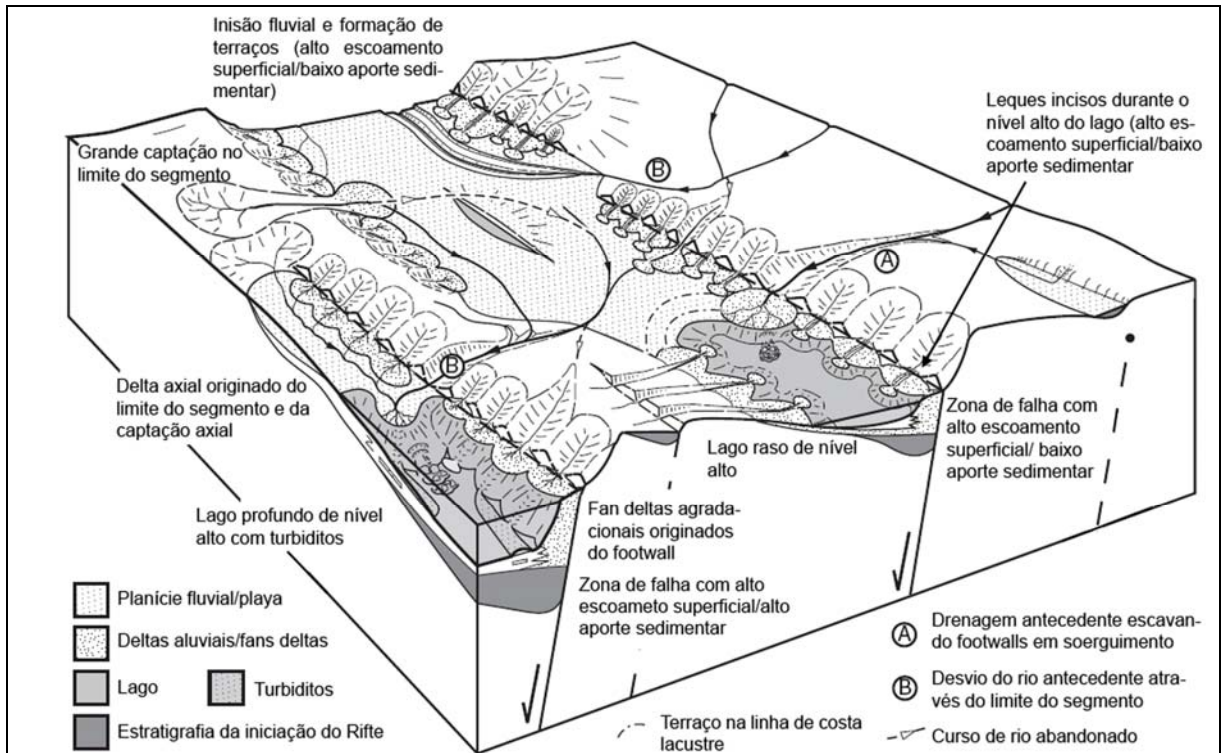 Inisão fluvial e formação de
terraços (alto escoamento
superficial/baixo aporte sedi-
mentar)
Leques incisos durante o
nível alto do lago (alto es-
coamento superficial/baixo
aporte sedimentar
Grande captação no
limite do segmento
B
A
Delta axial originado do
limite do segmento e da
captação axial
B
Zona de falha com
alto escoamento
superficial/ baixo
aporte sedimentar
Lago raso de nível
alto
Lago profundo de nível
alto com turbiditos
Fan deltas agrada-
cionais originados
do footwall
Zona de falha com alto
escoameto superficial/alto
aporte sedimentar
Planície fluvial/playa
Deltas aluviais/fans deltas
Lago
Turbiditos
Estratigrafia da iniciação do Rifte
Terraço na linha de costa
lacustre
A Drenagem antecedente escavan-
do footwalls em soerguimento
B Desvio do rio antecedente atra-
vés do limite do segmento
Curso de rio abandonado